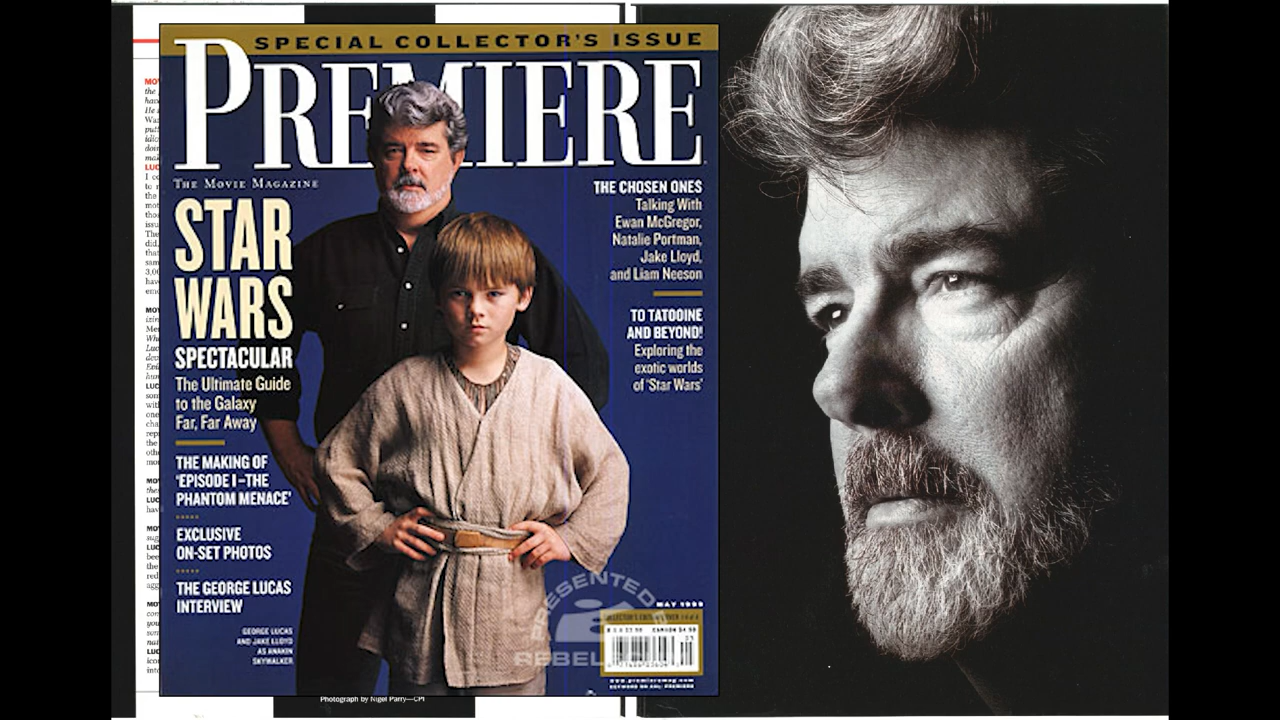 SPECIAL COLLECTOR'S ISSUE
PREMIERE
THE MOVIE MAGAZINE
STAR
WARS
SPECTACULAR
The Ultimate Guide
to the Galaxy
Far, Far Away
THE MAKING OF
'EPISODE I–THE
PHANTOM MENACE'
EXCLUSIVE
ON-SET PHOTOS
THE GEORGE LUCAS
INTERVIEW
GEORGE LUCAS
AND JAKE LLOYD
AS ANAKIN
SKYWALKER
THE CHOSEN ONES
Talking With
Ewan McGregor,
Natalie Portman,
Jake Lloyd,
and Liam Neeson
TO TATOOINE
AND BEYOND!
Exploring the
exotic worlds
of 'Star Wars'
PRESENTED
REBEL
MAY 1999
www.premieremag.com
Photograph by Nigel Parry—CPI